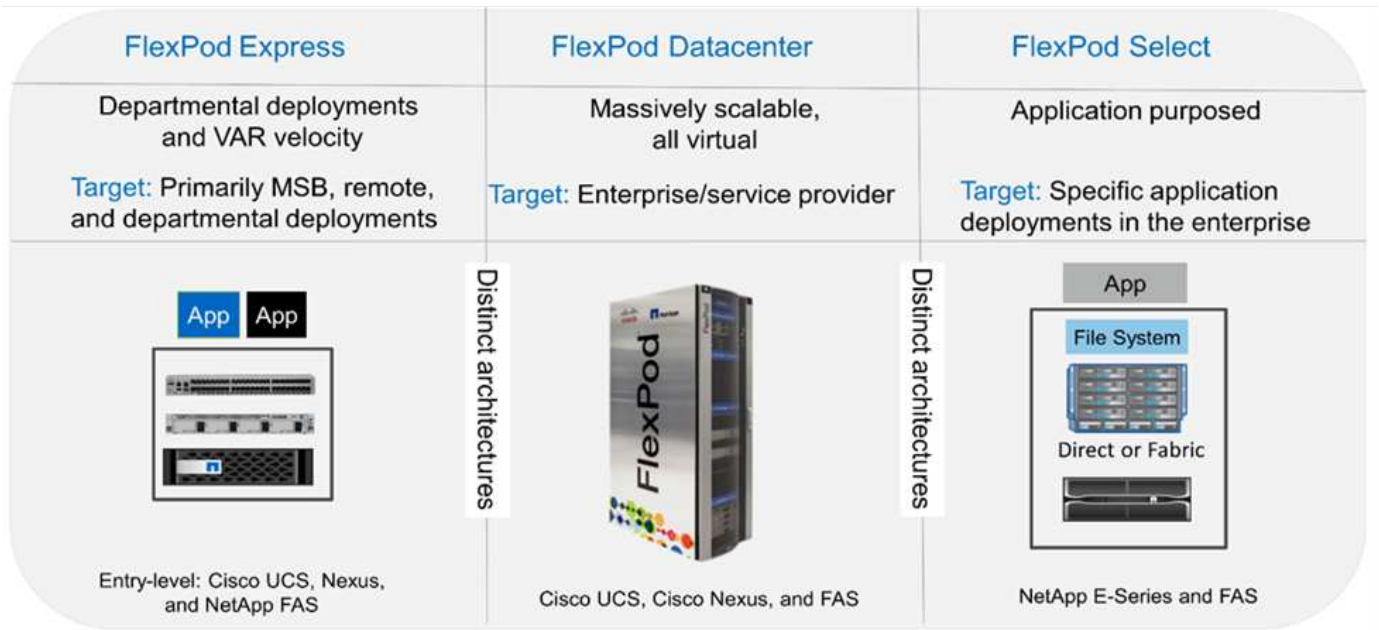 FlexPod Express
Departmental deployments
and VAR velocity
Target: Primarily MSB, remote,
and departmental deployments
App
App
Entry-level: Cisco UCS, Nexus,
and NetApp FAS
Distinct architectures
FlexPod Datacenter
Massively scalable,
all virtual
Target: Enterprise/service provider
CISCO
NetApp
FlexPod
FlexPod
Cisco UCS, Cisco Nexus, and FAS
Distinct architectures
FlexPod Select
Application purposed
Target: Specific application
deployments in the enterprise
App
File System
Direct or Fabric
NetApp E-Series and FAS